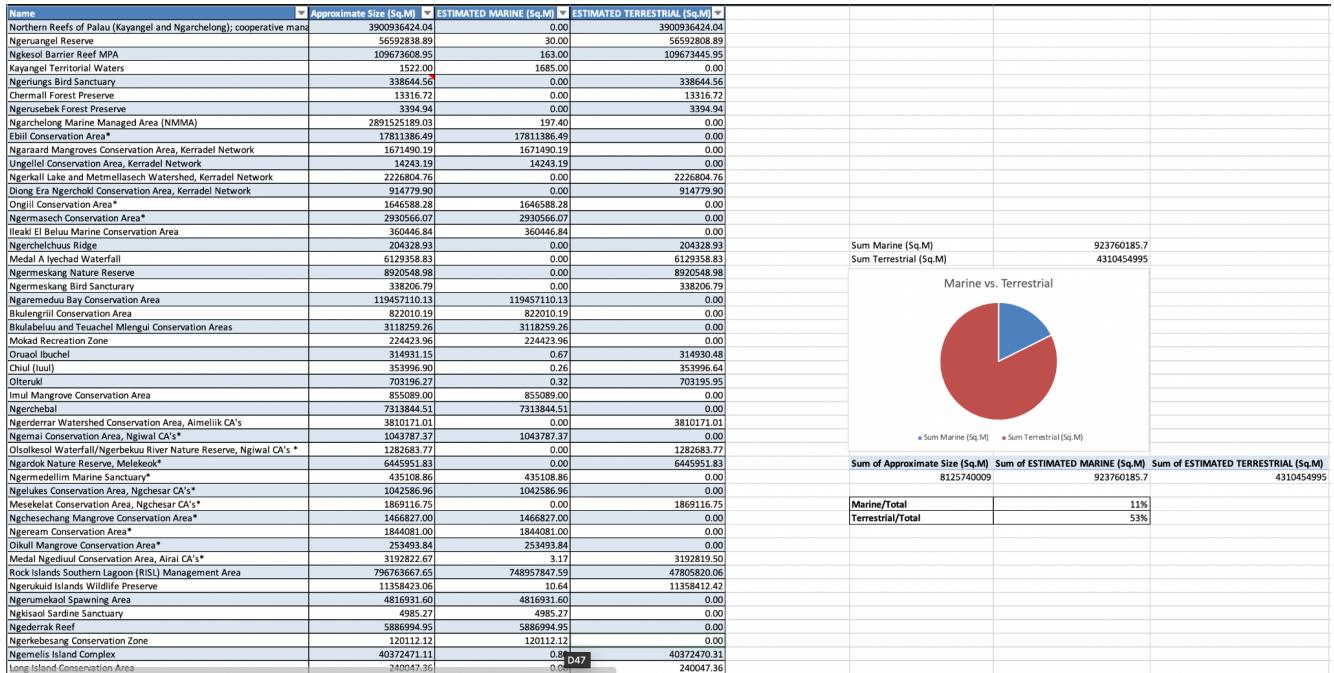 Name Approximate Size (Sq.M) ESTIMATED MARINE (Sq.M) ESTIMATED TERRESTRIAL (Sq.M)
Northern Reefs of Palau (Kayangel and Ngarchelong); cooperative mana 3900936424.04 0.00 3900936424.04
Ngeruangel Reserve 56592838.89 30.00 56592808.89
Ngkesol Barrier Reef MPA 109673608.95 163.00 109673445.95
Kayangel Territorial Waters 1522.00 1685.00 0.00
Ngeriungs Bird Sanctuary 338644.56 0.00 338644.56
Chermall Forest Preserve 13316.72 0.00 13316.72
Ngerusebek Forest Preserve 3394.94 0.00 3394.94
Ngarchelong Marine Managed Area (NMMA) 2891525189.03 197.40 0.00
Ebiil Conservation Area* 17811386.49 17811386.49 0.00
Ngaraard Mangroves Conservation Area, Kerradel Network 1671490.19 1671490.19 0.00
Ungellel Conservation Area, Kerradel Network 14243.19 14243.19 0.00
Ngerkall Lake and Metmellasech Watershed, Kerradel Network 2226804.76 0.00 2226804.76
Diong Era Ngerchokl Conservation Area, Kerradel Network 914779.90 0.00 914779.90
Ongiil Conservation Area* 1646588.28 1646588.28 0.00
Ngermasech Conservation Area* 2930566.07 2930566.07 0.00
Ileakl El Beluu Marine Conservation Area 360446.84 360446.84 0.00
Ngerchelchuus Ridge 204328.93 0.00 204328.93 Sum Marine (Sq.M) 923760185.7
Medal A Iyechad Waterfall 6129358.83 0.00 6129358.83 Sum Terrestrial (Sq.M) 4310454995
Ngermeskang Nature Reserve 8920548.98 0.00 8920548.98
Marine vs. Terrestrial
Ngermeskang Bird Sancturary 338206.79 0.00 338206.79
Ngaremeduu Bay Conservation Area 119457110.13 119457110.13 0.00
Bkulengriil Conservation Area 822010.19 822010.19 0.00
Bkulabeluu and Teuachel Mlengui Conservation Areas 3118259.26 3118259.26 0.00
Mokad Recreation Zone 224423.96 224423.96 0.00
Oruaol Ibuchel 314931.15 0.67 314930.48
Chiul (Iuul) 353996.90 0.26 353996.64
Olterukl 703196.27 0.32 703195.95
Imul Mangrove Conservation Area 855089.00 855089.00 0.00
Ngerchebal 7313844.51 7313844.51 0.00
Ngerderrar Watershed Conservation Area, Aimeliik CA's 3810171.01 0.00 3810171.01
Ngemai Conservation Area, Ngiwal CA's* 1043787.37 1043787.37 0.00
Sum Marine (Sq.M) Sum Terrestrial (Sq.M)
Olsolkesol Waterfall/Ngerbekuu River Nature Reserve, Ngiwal CA's * 1282683.77 0.00 1282683.77
Ngardok Nature Reserve, Melekeok* 6445951.83 0.00 6445951.83 Sum of Approximate Size (Sq.M) Sum of ESTIMATED MARINE (Sq.M) Sum of ESTIMATED TERRESTRIAL (Sq.M)
Ngermedellim Marine Sanctuary* 435108.86 435108.86 0.00 8125740009 923760185.7 4310454995
Ngelukes Conservation Area, Ngchesar CA's* 1042586.96 1042586.96 0.00
Mesekelat Conservation Area, Ngchesar CA's* 1869116.75 0.00 1869116.75 Marine/Total 11%
Ngchesechang Mangrove Conservation Area* 1466827.00 1466827.00 0.00 Terrestrial/Total 53%
Ngeream Conservation Area* 1844081.00 1844081.00 0.00
Oikull Mangrove Conservation Area* 253493.84 253493.84 0.00
Medal Ngediuul Conservation Area, Airai CA's* 3192822.67 3.17 3192819.50
Rock Islands Southern Lagoon (RISL) Management Area 796763667.65 748957847.59 47805820.06
Ngerukuid Islands Wildlife Preserve 11358423.06 10.64 11358412.42
Ngerumekaol Spawning Area 4816931.60 4816931.60 0.00
Ngkisaol Sardine Sanctuary 4985.27 4985.27 0.00
Ngederrak Reef 5886994.95 5886994.95 0.00
Ngerkebesang Conservation Zone 120112.12 120112.12 0.00
Ngemelis Island Complex 40372471.11 40372470.31
D47
Long Island Conservation Area 240047.36 240047.36